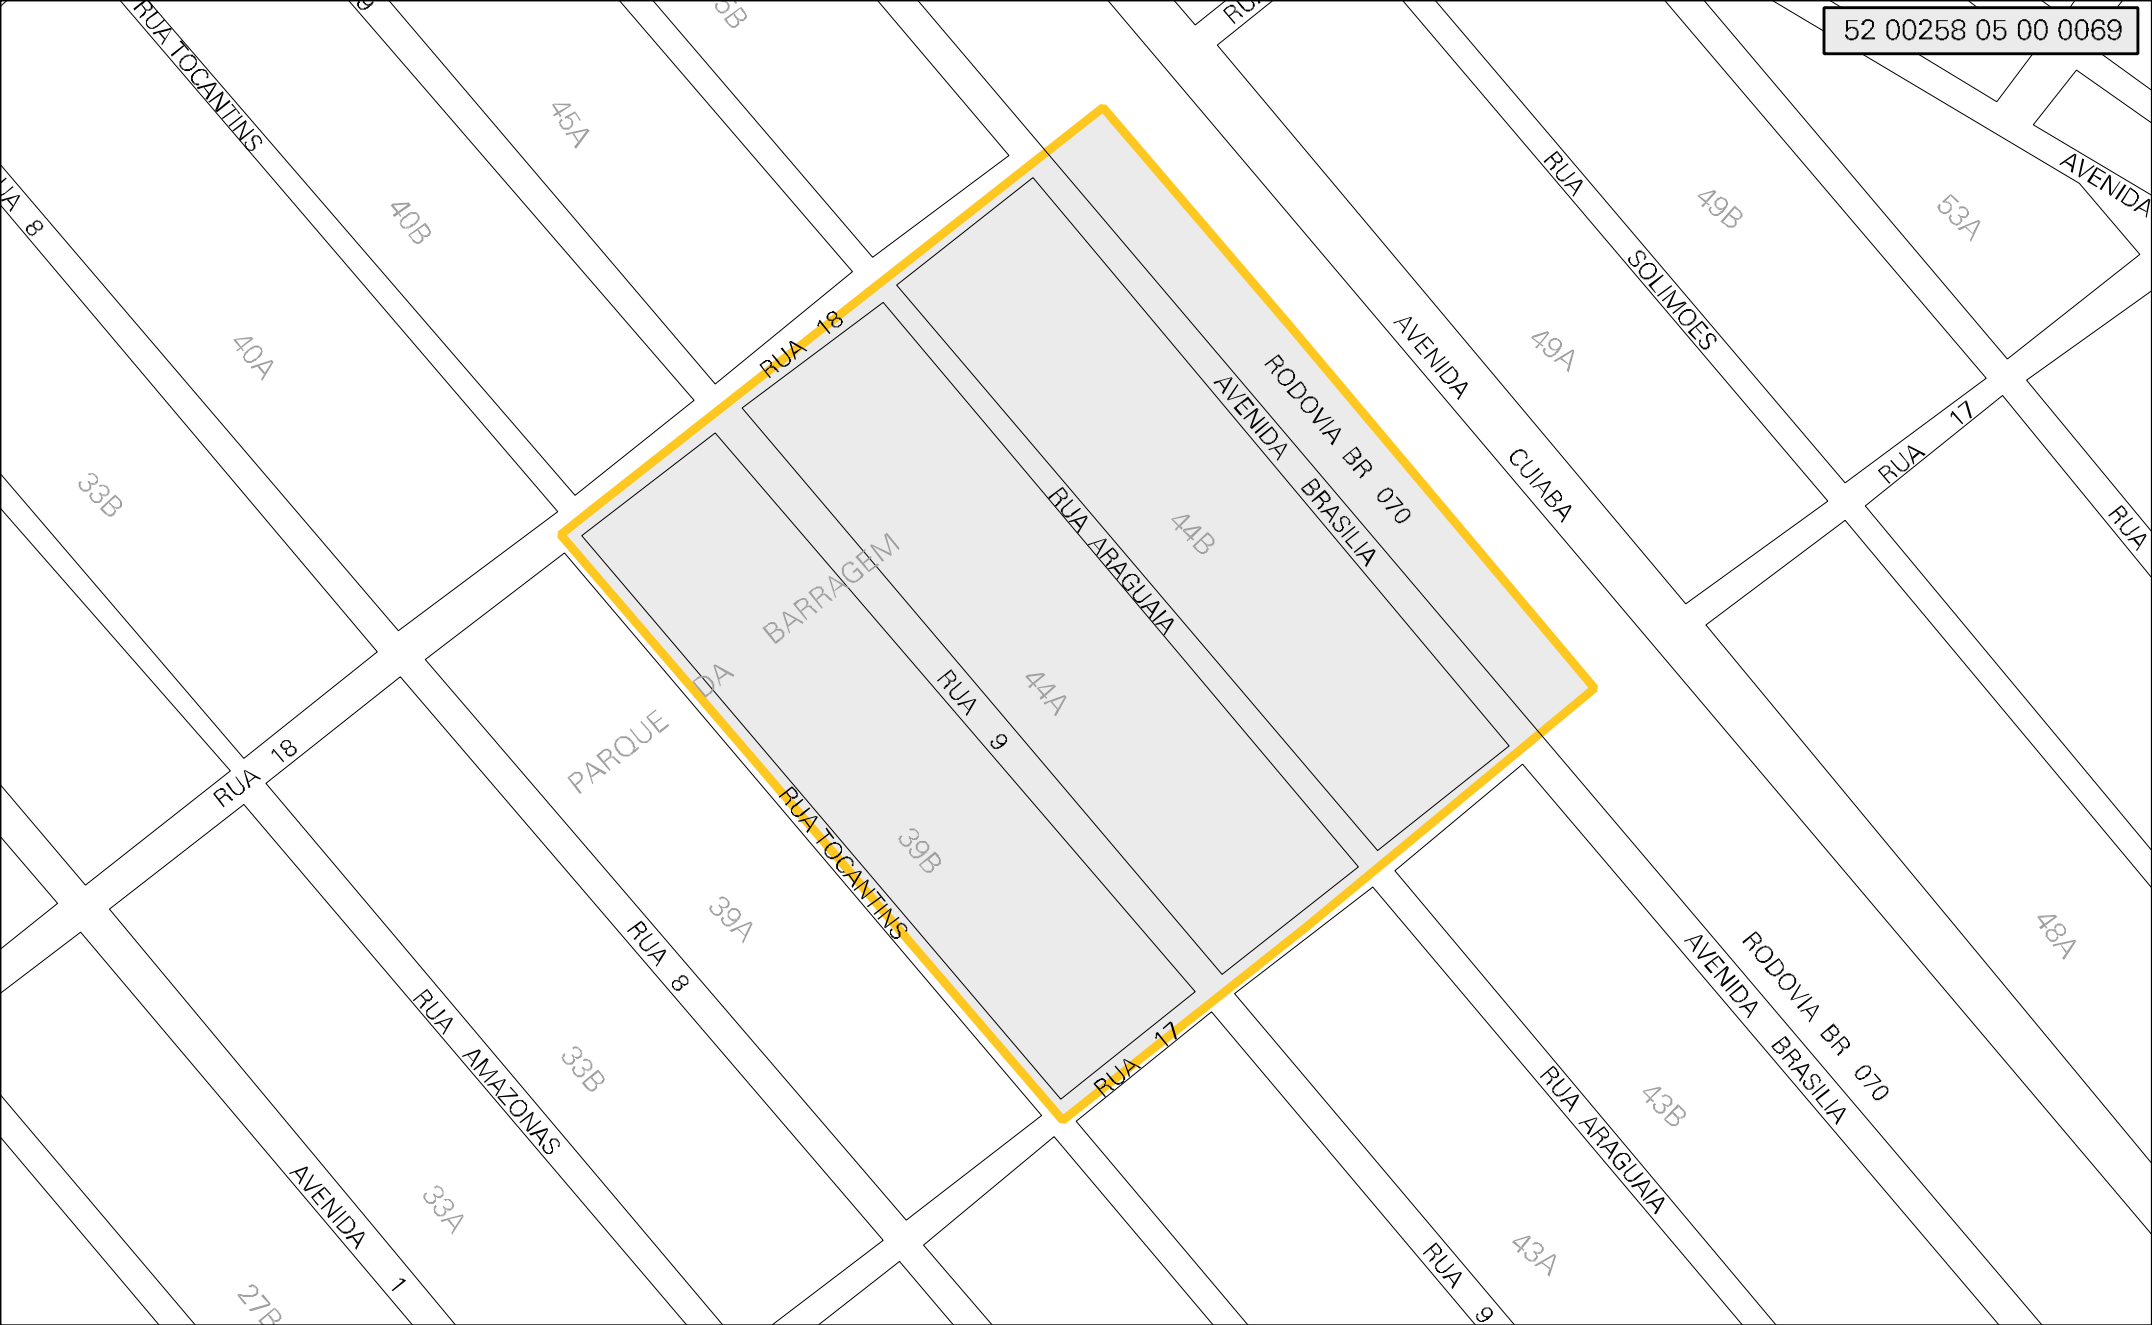 52 00258 05 00 0069
RUA TOCANTINS
9
5B
45A
40B
8
40A
33B
RUA 18
RUA SOLIMOES
49B
53A
AVENIDA
49A
AVENIDA CUIABA
RODOVIA BR 070
AVENIDA BRASILIA
RUA 17
RUA
44B
RUA ARAGUAIA
PARQUE DA BARRAGEM
44A
RUA 9
39B
RUA TOCANTINS
RUA 18
39A
RUA 8
RUA 17
48A
RODOVIA BR 070
AVENIDA BRASILIA
RUA AMAZONAS
33B
33A
AVENIDA 1
27B
43B
RUA ARAGUAIA
43A
RUA 9